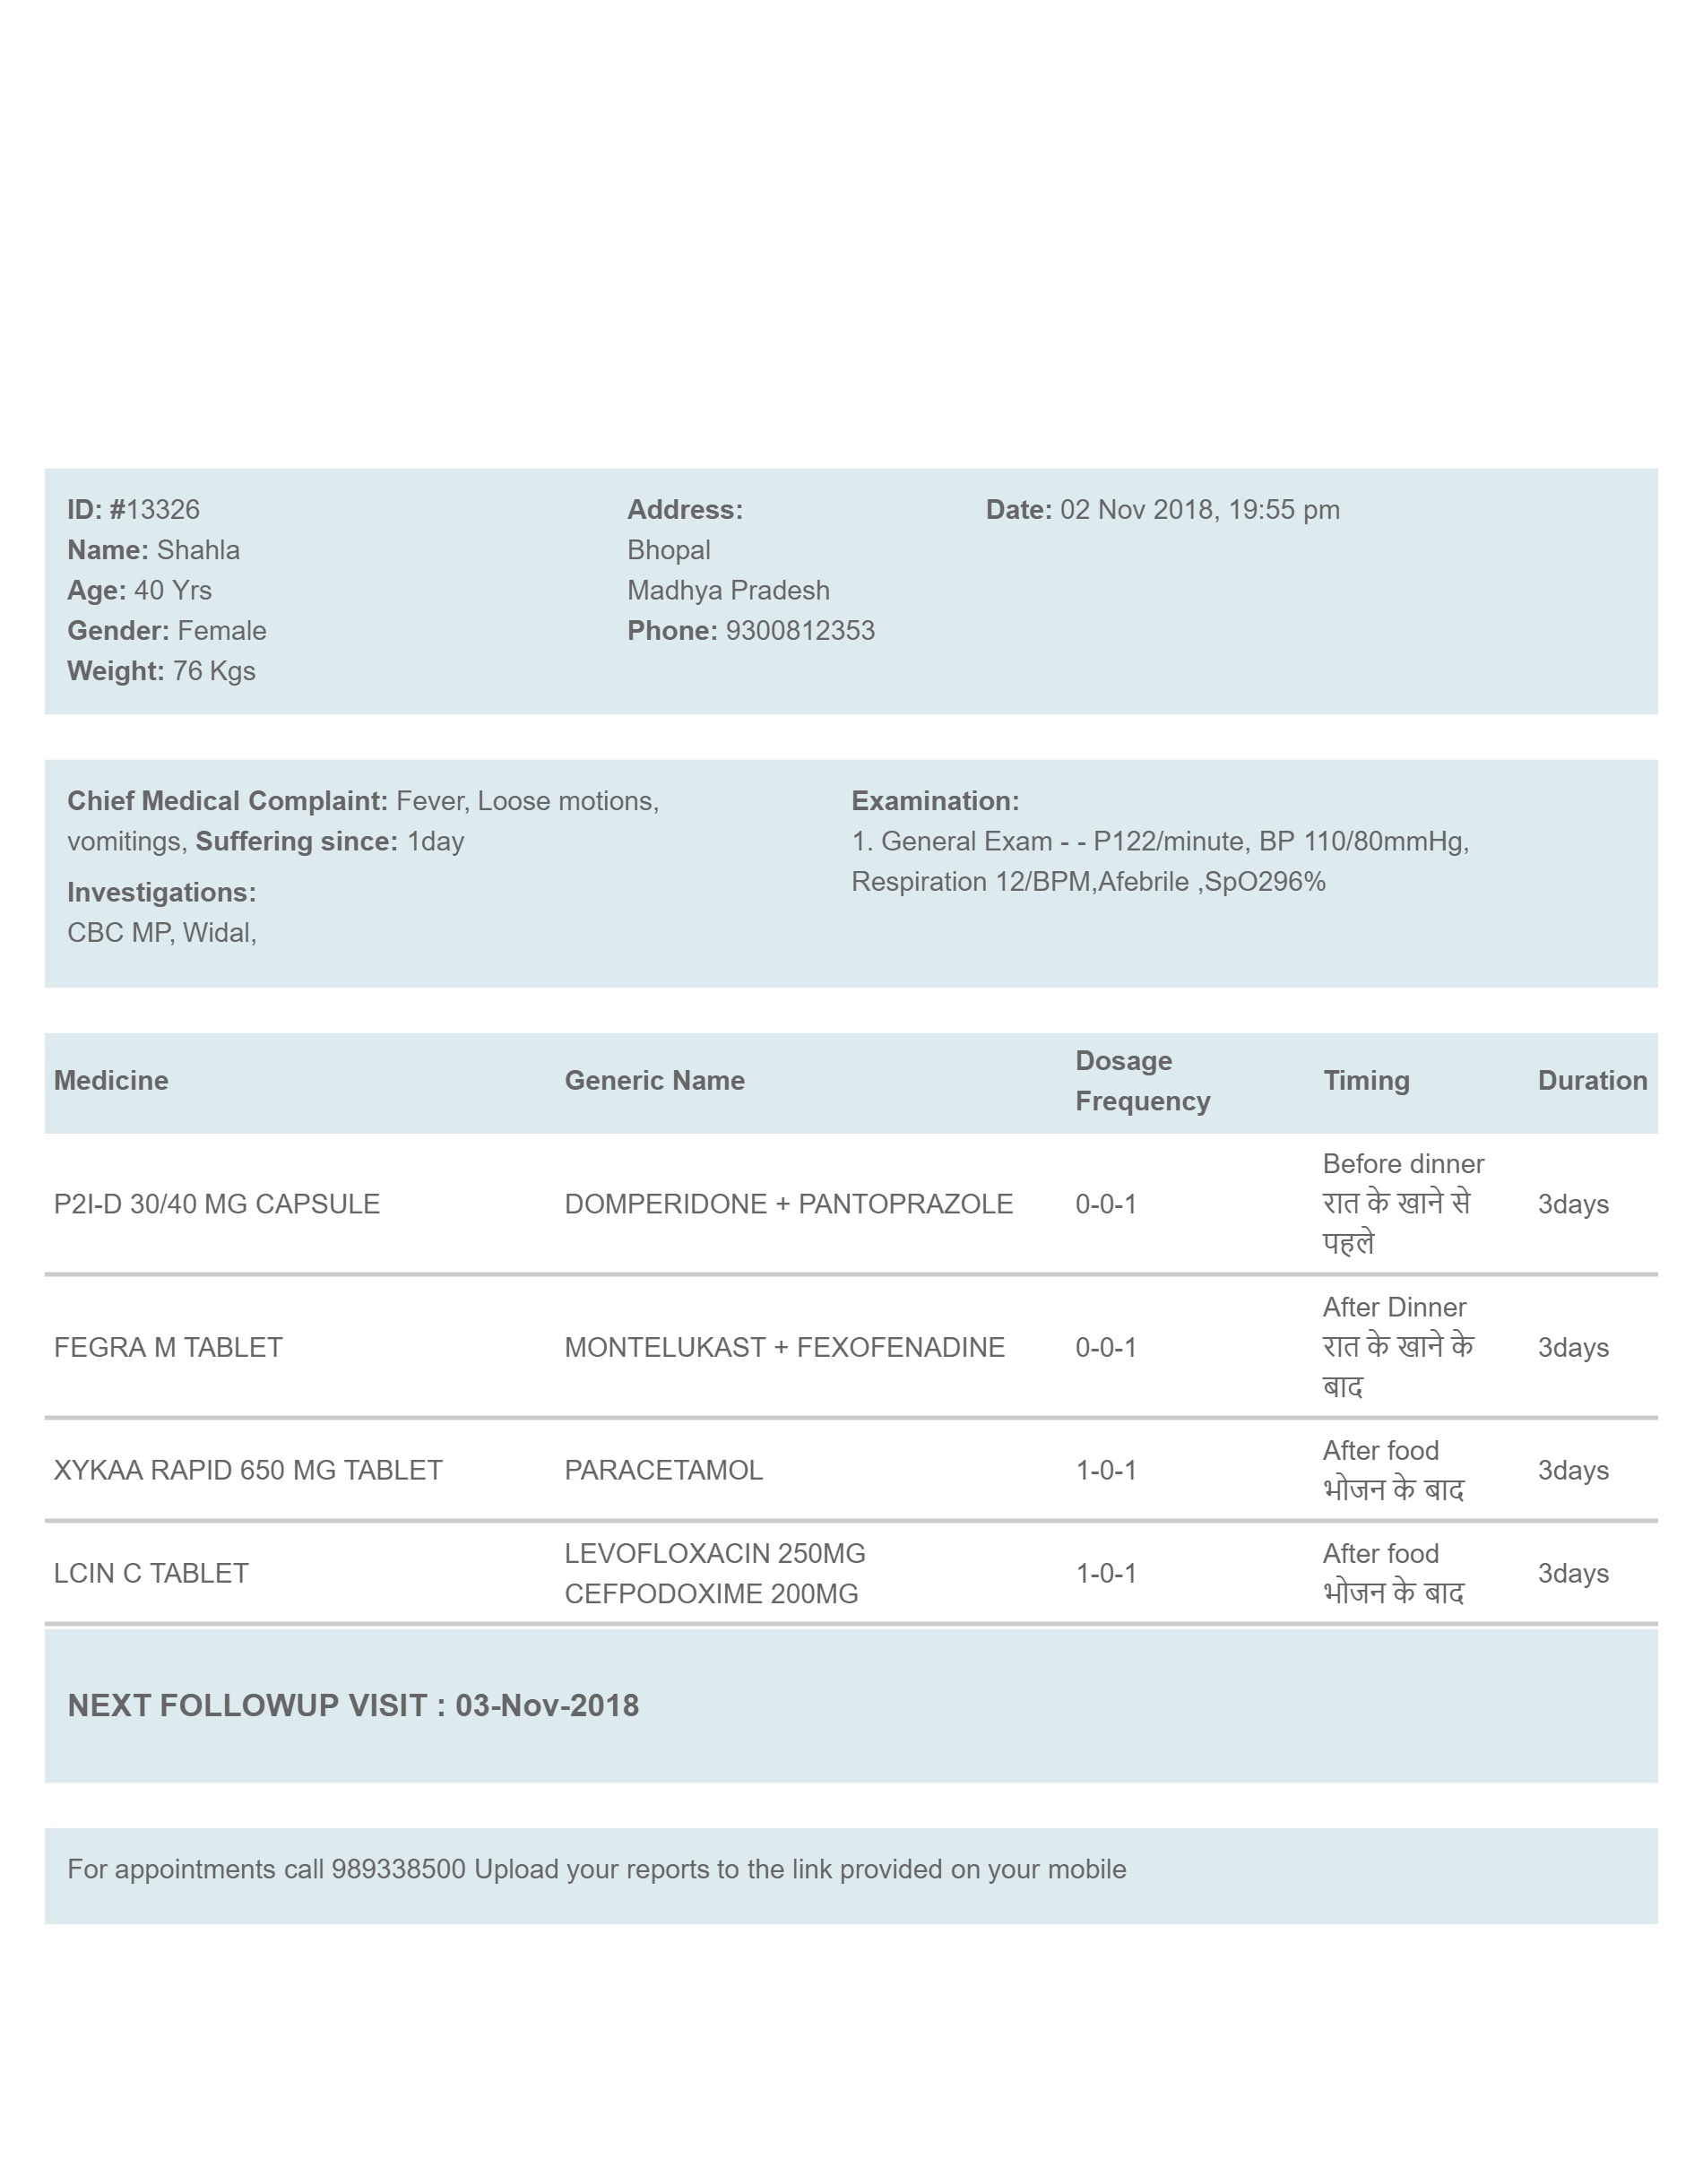 ID: #13326
Name: Shahla
Age: 40 Yrs
Gender: Female
Weight: 76 Kgs
Address:
Bhopal
Madhya Pradesh
Phone: 9300812353
Date: 02 Nov 2018, 19:55 pm
Chief Medical Complaint: Fever, Loose motions,
vomitings, Suffering since: 1day
Investigations:
CBC MP, Widal,
Examination:
1. General Exam - - P122/minute, BP 110/80mmHg,
Respiration 12/BPM,Afebrile ,SpO296%
Medicine Generic Name Dosage Frequency Timing Duration
P2I-D 30/40 MG CAPSULE DOMPERIDONE + PANTOPRAZOLE 0-0-1 Before dinner रात के खाने से पहले 3days
FEGRA M TABLET MONTELUKAST + FEXOFENADINE 0-0-1 After Dinner रात के खाने के बाद 3days
XYKAA RAPID 650 MG TABLET PARACETAMOL 1-0-1 After food भोजन के बाद 3days
LCIN C TABLET LEVOFLOXACIN 250MG CEFPODOXIME 200MG 1-0-1 After food भोजन के बाद 3days
NEXT FOLLOWUP VISIT : 03-Nov-2018
For appointments call 989338500 Upload your reports to the link provided on your mobile